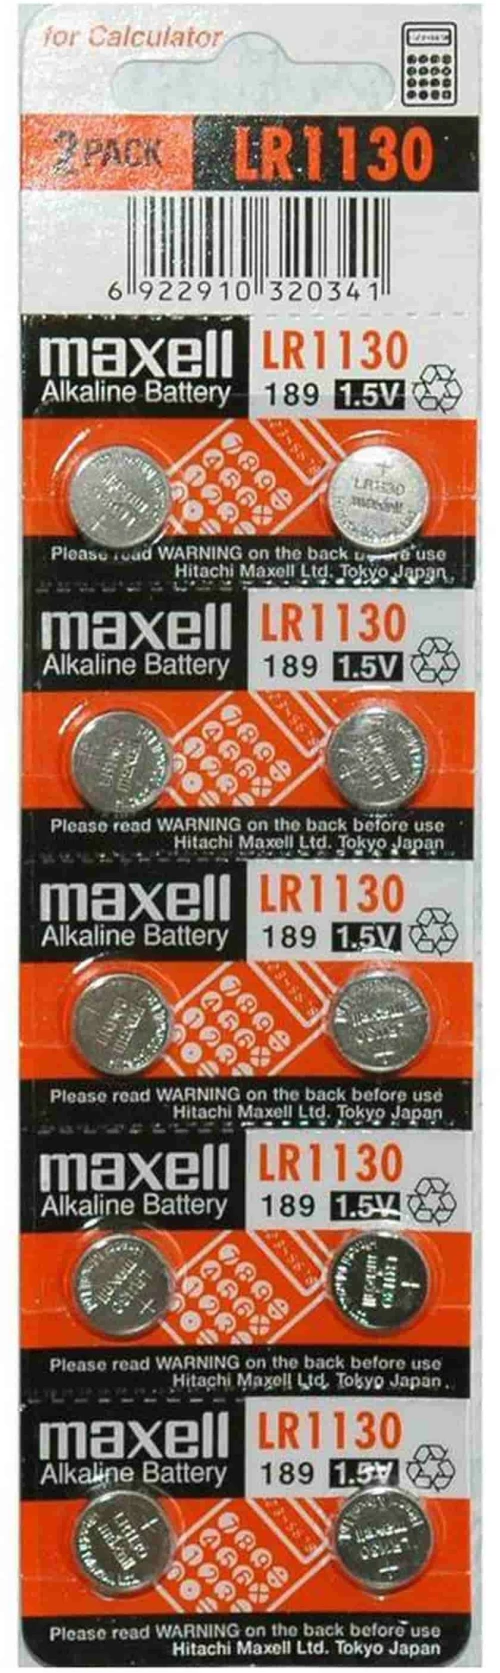 for Calculator
2 PACK LR1130
6 922910 320341
maxell LR1130
Alkaline Battery 189 1.5V
LR1130
maxell
Please read WARNING on the back before use
Hitachi Maxell Ltd. Tokyo Japan
maxell LR1130
Alkaline Battery 189 1.5V
Please read WARNING on the back before use
Hitachi Maxell Ltd. Tokyo Japan
maxell LR1130
Alkaline Battery 189 1.5V
Please read WARNING on the back before use
Hitachi Maxell Ltd. Tokyo Japan
maxell LR1130
Alkaline Battery 189 1.5V
Please read WARNING on the back before use
Hitachi Maxell Ltd. Tokyo Japan
maxell LR1130
Alkaline Battery 189 1.5V
Please read WARNING on the back before use
Hitachi Maxell Ltd. Tokyo Japan